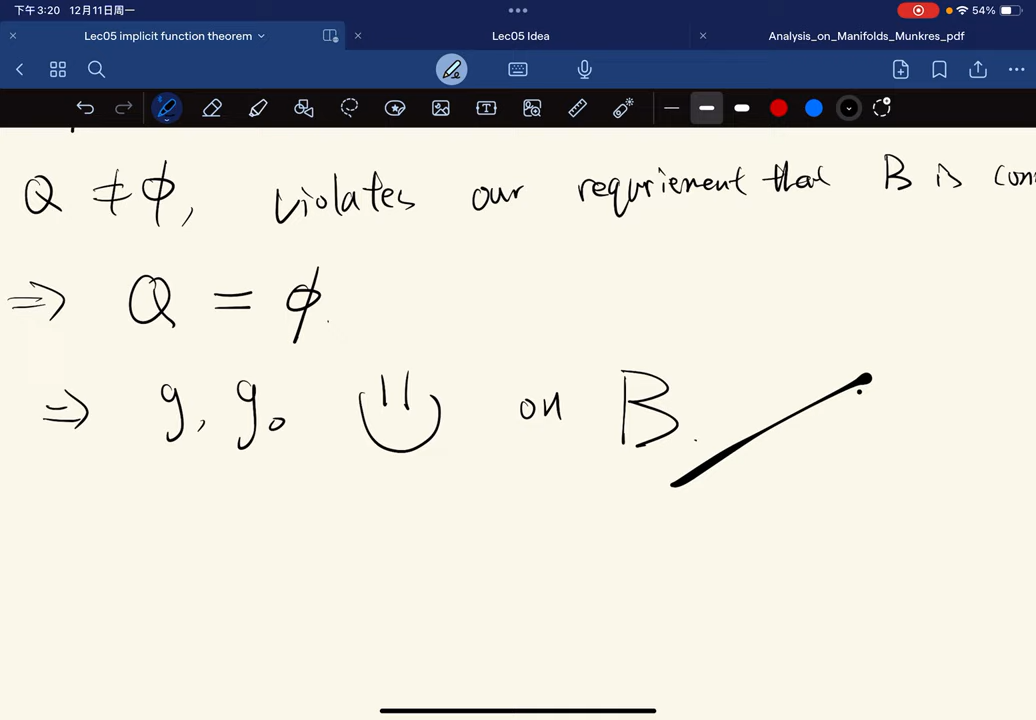 下午3:20 12月11日周一
54%
Lec05 implicit function theorem
Lec05 Idea
Analysis_on_Manifolds_Munkres_pdf
Q ≠ ϕ, violates our requriement that B is con
⇒ Q = ϕ.
⇒ g, g₀ on B.